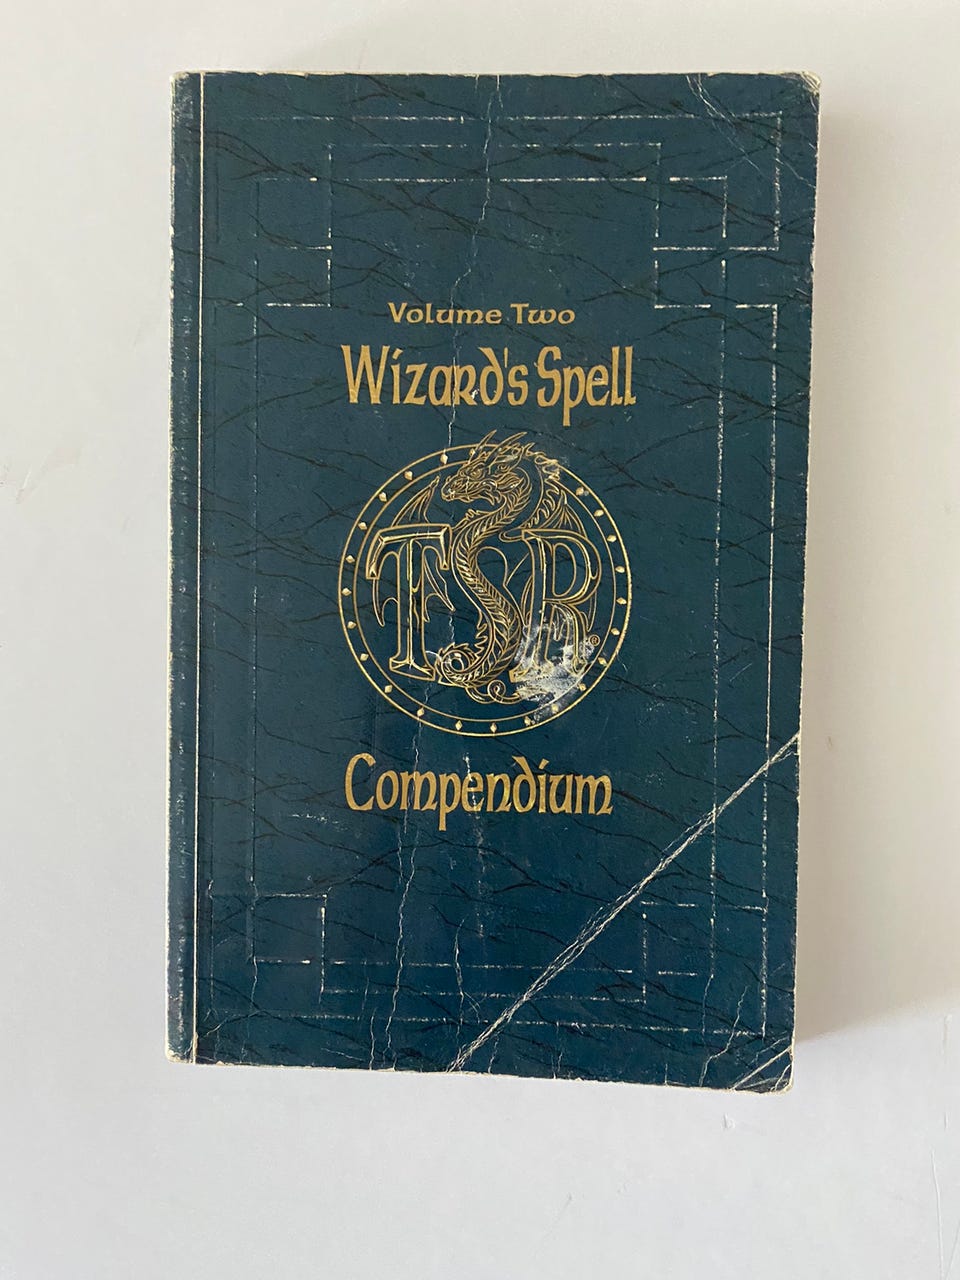 Volume Two
Wizard's Spell
TSR®
Compendium